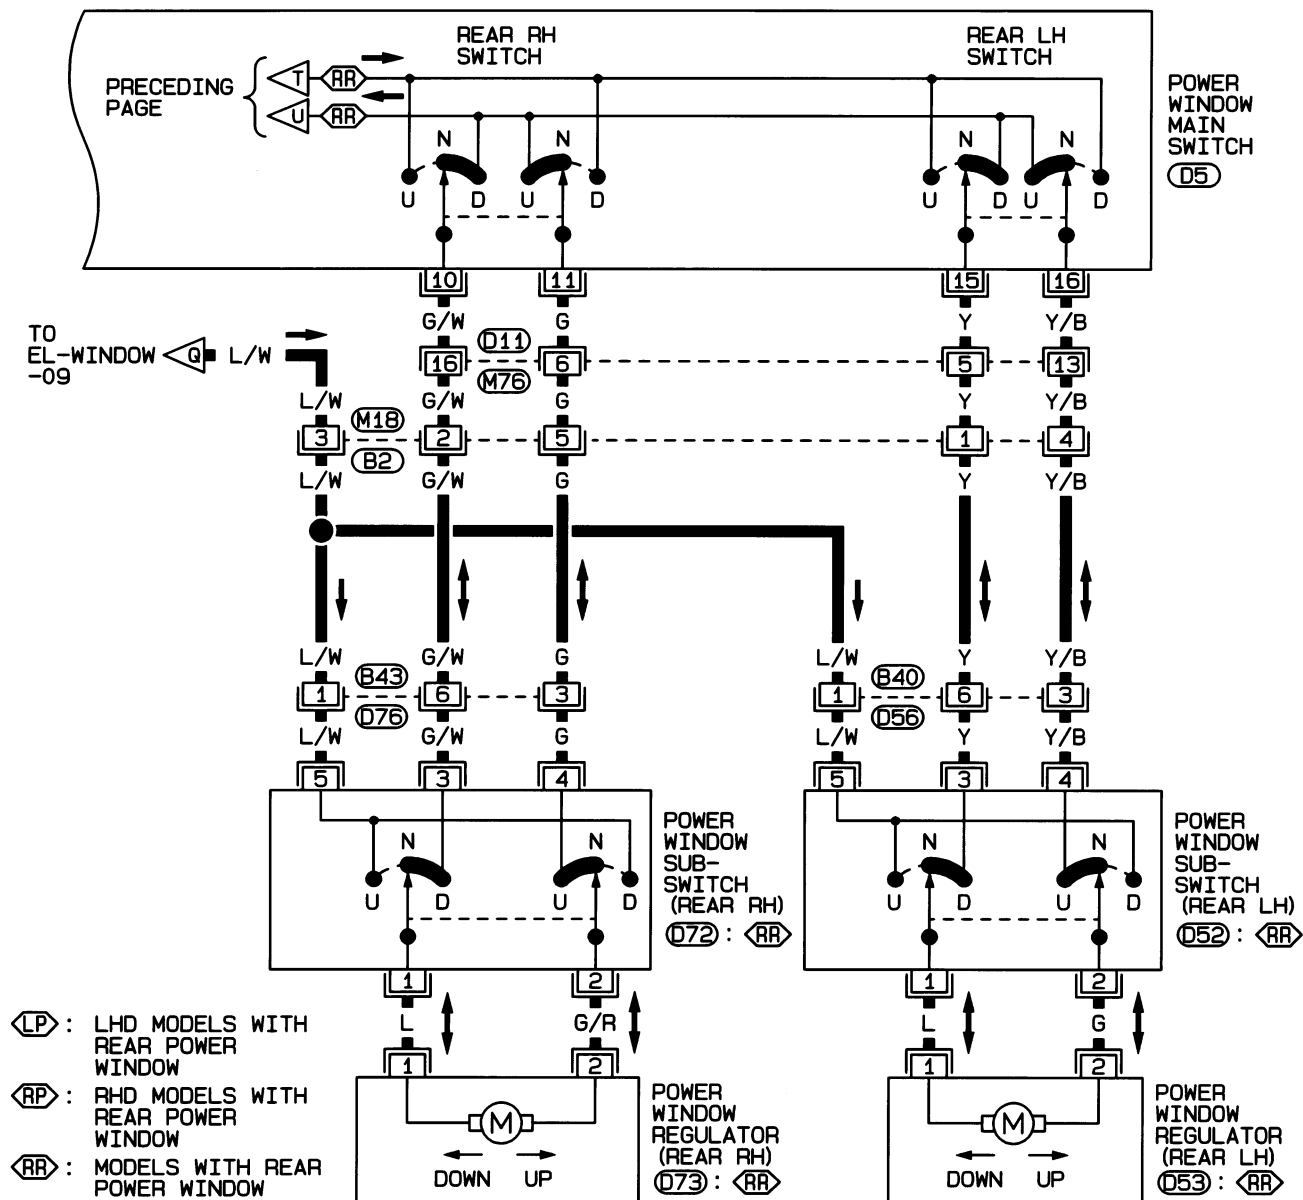 REAR RH
SWITCH
REAR LH
SWITCH
PRECEDING
PAGE
T RR
U RR
POWER
WINDOW
MAIN
SWITCH
D5
N N N N
U D U D U D U D
10 11 15 16
G/W G Y Y/B
TO
EL-WINDOW
-09
Q L/W
D11
16 6 5 13
M76
L/W G/W G Y Y/B
M18
3 2 5 1 4
B2
L/W G/W G Y Y/B
L/W G/W G L/W Y Y/B
B43 B40
1 6 3 1 6 3
D76 D56
L/W G/W G L/W Y Y/B
5 3 4 5 3 4
N N N N
U D U D U D U D
POWER
WINDOW
SUB-
SWITCH
(REAR RH)
D72 : RR
POWER
WINDOW
SUB-
SWITCH
(REAR LH)
D52 : RR
1 2 1 2
L G/R L G
1 2 1 2
M M
DOWN UP DOWN UP
POWER
WINDOW
REGULATOR
(REAR RH)
D73 : RR
POWER
WINDOW
REGULATOR
(REAR LH)
D53 : RR
LP : LHD MODELS WITH
REAR POWER
WINDOW
RP : RHD MODELS WITH
REAR POWER
WINDOW
RR : MODELS WITH REAR
POWER WINDOW